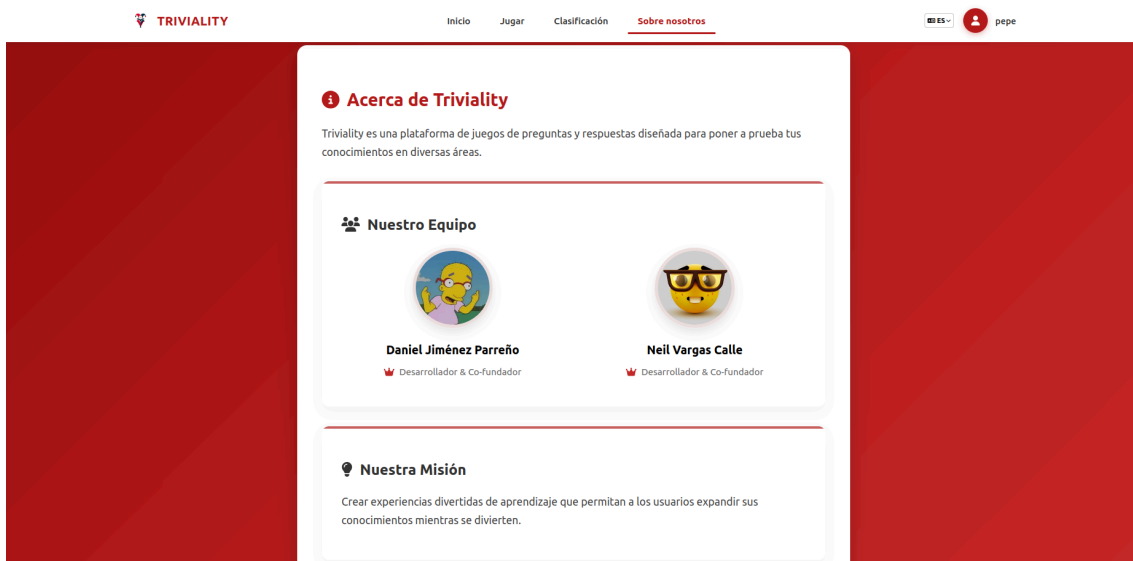 TRIVIALITY
Inicio Jugar Clasificación Sobre nosotros
ES
pepe
Acerca de Triviality
Triviality es una plataforma de juegos de preguntas y respuestas diseñada para poner a prueba tus
conocimientos en diversas áreas.
Nuestro Equipo
Daniel Jiménez Parreño
Desarrollador & Co-fundador
Neil Vargas Calle
Desarrollador & Co-fundador
Nuestra Misión
Crear experiencias divertidas de aprendizaje que permitan a los usuarios expandir sus
conocimientos mientras se divierten.